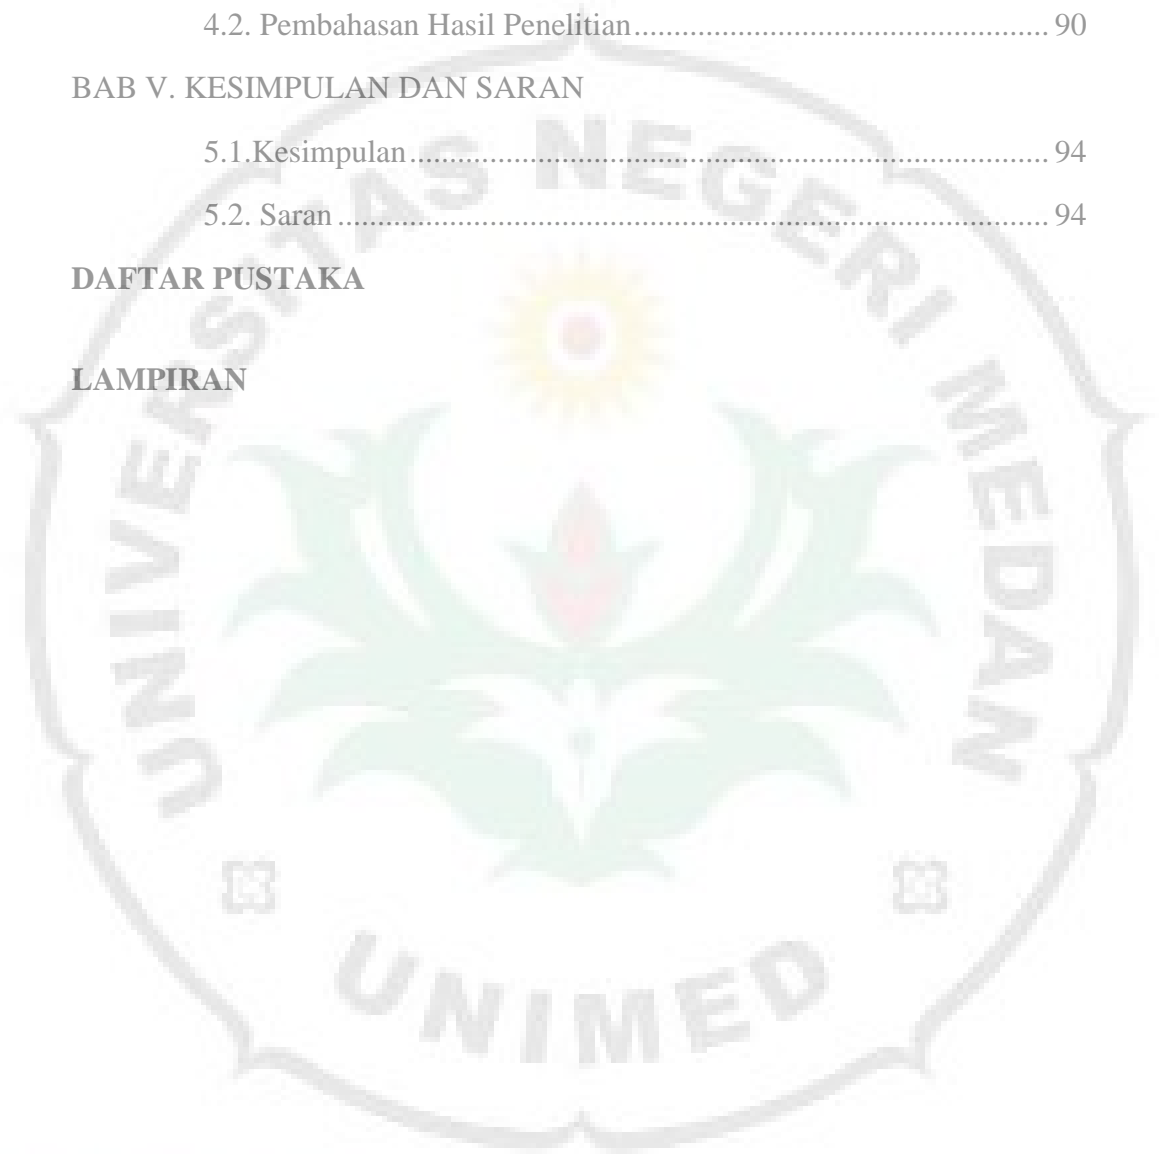 4.2. Pembahasan Hasil Penelitian.................................................... 90
BAB V. KESIMPULAN DAN SARAN
5.1.Kesimpulan................................................................................ 94
5.2. Saran ......................................................................................... 94
DAFTAR PUSTAKA
LAMPIRAN
UNIVERSITAS NEGERI MEDAN
UNIMED